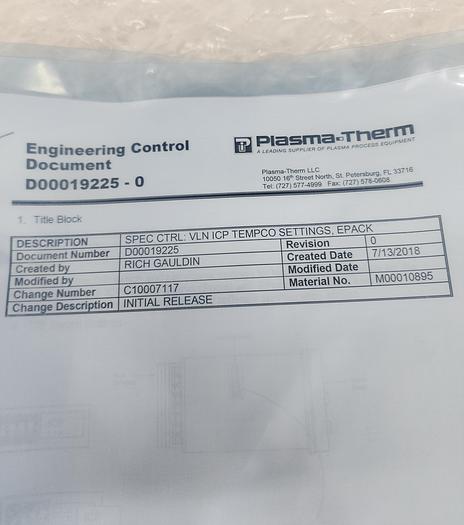 Engineering Control
Document
D00019225 - 0
Plasma-Therm
A LEADING SUPPLIER OF PLASMA PROCESS EQUIPMENT
Plasma-Therm LLC
10050 16th Street North, St. Petersburg, FL 33716
Tel: (727) 577-4999 Fax: (727) 578-0608
1. Title Block
DESCRIPTION SPEC CTRL: VLN ICP TEMPCO SETTINGS, EPACK
Document Number D00019225 Revision 0
Created by RICH GAULDIN Created Date 7/13/2018
Modified by Modified Date
Change Number C10007117 Material No. M00010895
Change Description INITIAL RELEASE